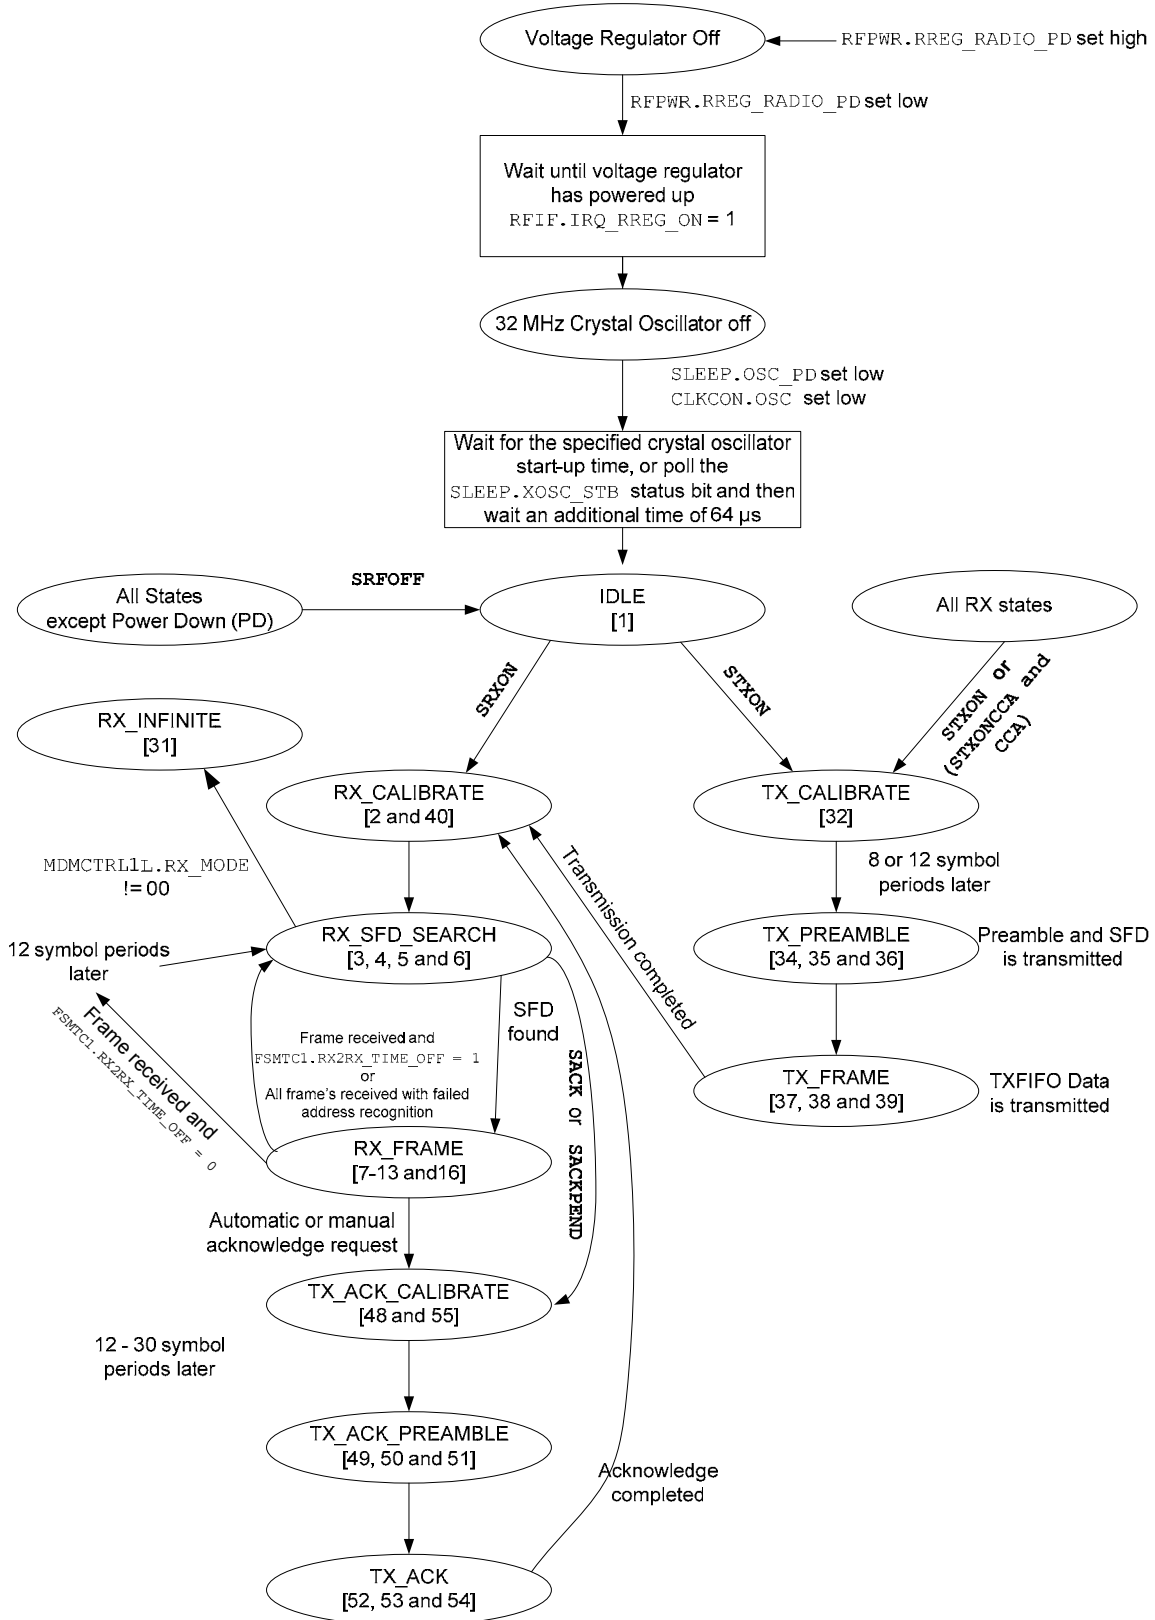 Voltage Regulator Off
RFPWR.RREG_RADIO_PD set high
RFPWR.RREG_RADIO_PD set low
Wait until voltage regulator
has powered up
RFIF.IRQ_RREG_ON = 1
32 MHz Crystal Oscillator off
SLEEP.OSC_PD set low
CLKCON.OSC set low
Wait for the specified crystal oscillator
start-up time, or poll the
SLEEP.XOSC_STB status bit and then
wait an additional time of 64 µs
All States
except Power Down (PD)
SRFOFF
IDLE
[1]
All RX states
SRXON
STXON
STXON or
(STXONCCA and
CCA)
RX_INFINITE
[31]
RX_CALIBRATE
[2 and 40]
TX_CALIBRATE
[32]
MDMCTRL1L.RX_MODE
!= 00
8 or 12 symbol
periods later
Transmission completed
12 symbol periods
later
RX_SFD_SEARCH
[3, 4, 5 and 6]
TX_PREAMBLE
[34, 35 and 36]
Preamble and SFD
is transmitted
Frame received and
FSMTC1.RX2RX_TIME_OFF = 0
SFD
found
Frame received and
FSMTC1.RX2RX_TIME_OFF = 1
or
All frame's received with failed
address recognition
SACK or SACKPEND
TX_FRAME
[37, 38 and 39]
TXFIFO Data
is transmitted
RX_FRAME
[7-13 and16]
Automatic or manual
acknowledge request
TX_ACK_CALIBRATE
[48 and 55]
12 - 30 symbol
periods later
TX_ACK_PREAMBLE
[49, 50 and 51]
Acknowledge
completed
TX_ACK
[52, 53 and 54]